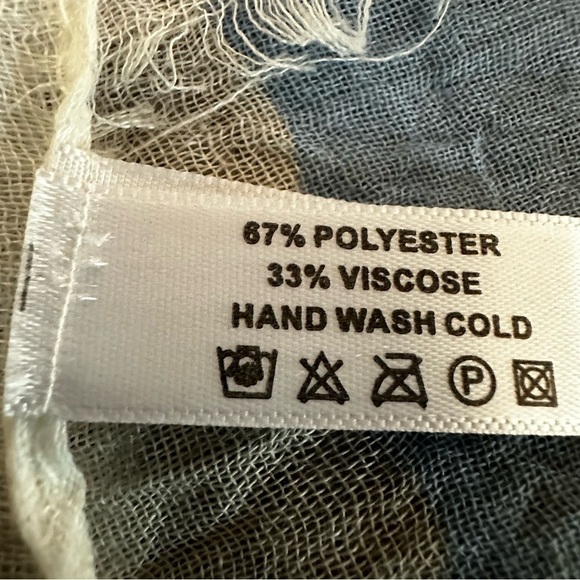 67% POLYESTER
33% VISCOSE
HAND WASH COLD
P